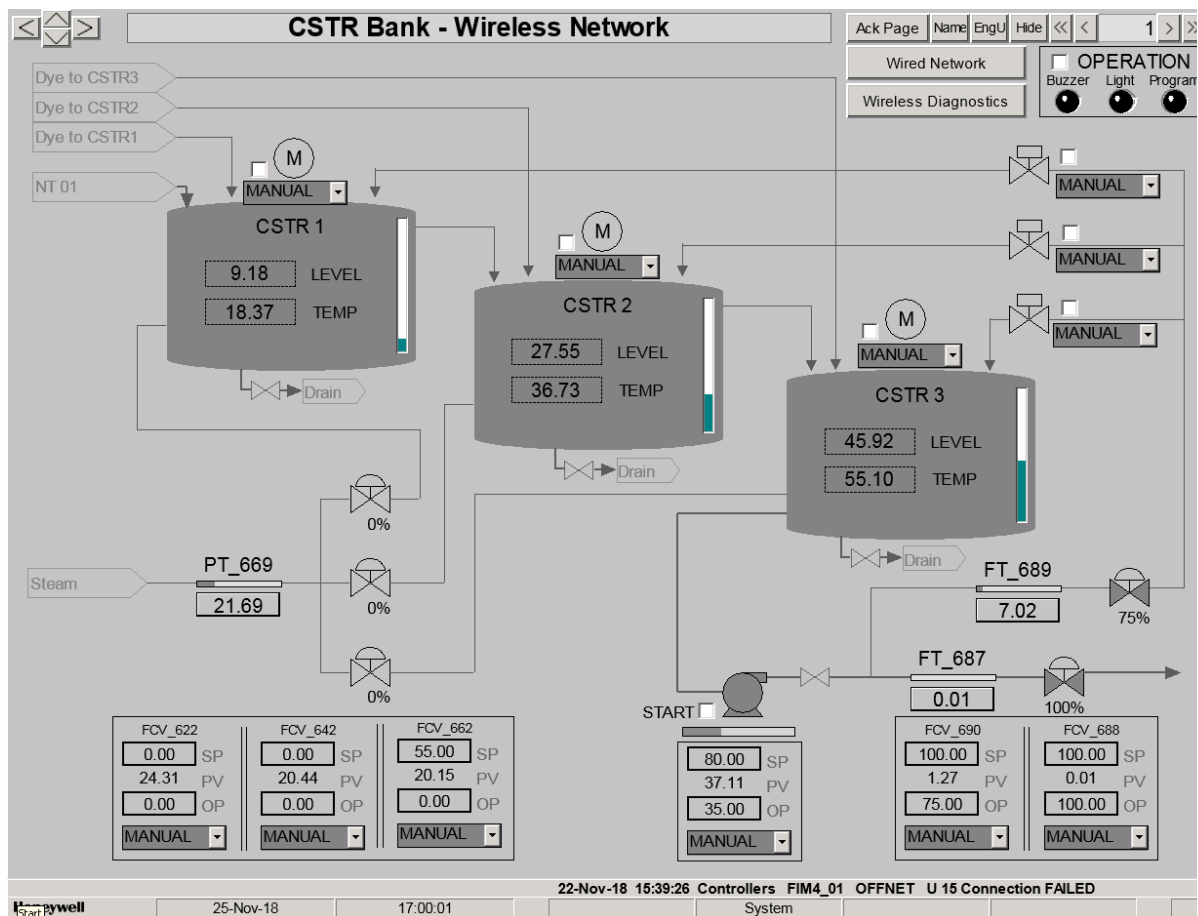 CSTR Bank - Wireless Network
Ack Page Name EngU Hide 1
Wired Network
Wireless Diagnostics
OPERATION
Buzzer Light Program
Dye to CSTR3
Dye to CSTR2
Dye to CSTR1
NT 01
M
MANUAL
CSTR 1
9.18 LEVEL
18.37 TEMP
Drain
M
MANUAL
CSTR 2
27.55 LEVEL
36.73 TEMP
Drain
M
MANUAL
CSTR 3
45.92 LEVEL
55.10 TEMP
Drain
MANUAL
MANUAL
MANUAL
0%
0%
0%
Steam
PT_669
21.69
FT_689
7.02
75%
FT_687
0.01
100%
START
FCV_622
0.00 SP
24.31 PV
0.00 OP
MANUAL
FCV_642
0.00 SP
20.44 PV
0.00 OP
MANUAL
FCV_662
55.00 SP
20.15 PV
0.00 OP
MANUAL
80.00 SP
37.11 PV
35.00 OP
MANUAL
FCV_690
100.00 SP
1.27 PV
75.00 OP
MANUAL
FCV_688
100.00 SP
0.01 PV
100.00 OP
MANUAL
22-Nov-18 15:39:26 Controllers FIM4_01 OFFNET U 15 Connection FAILED
Honeywell 25-Nov-18 17:00:01 System
Start